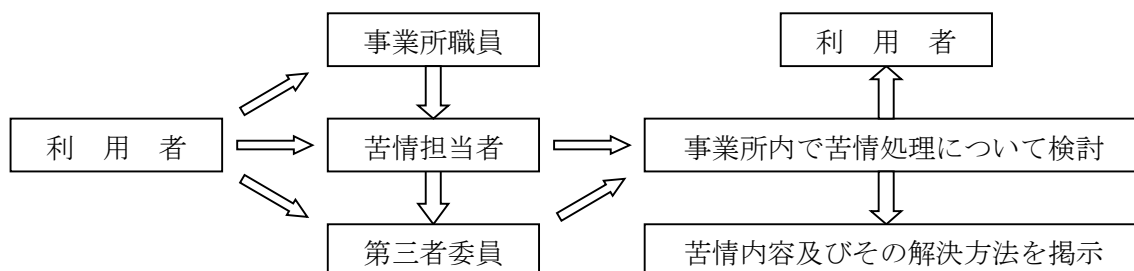 事業所職員
利　用　者
利　用　者
苦情担当者
事業所内で苦情処理について検討
第三者委員
苦情内容及びその解決方法を掲示